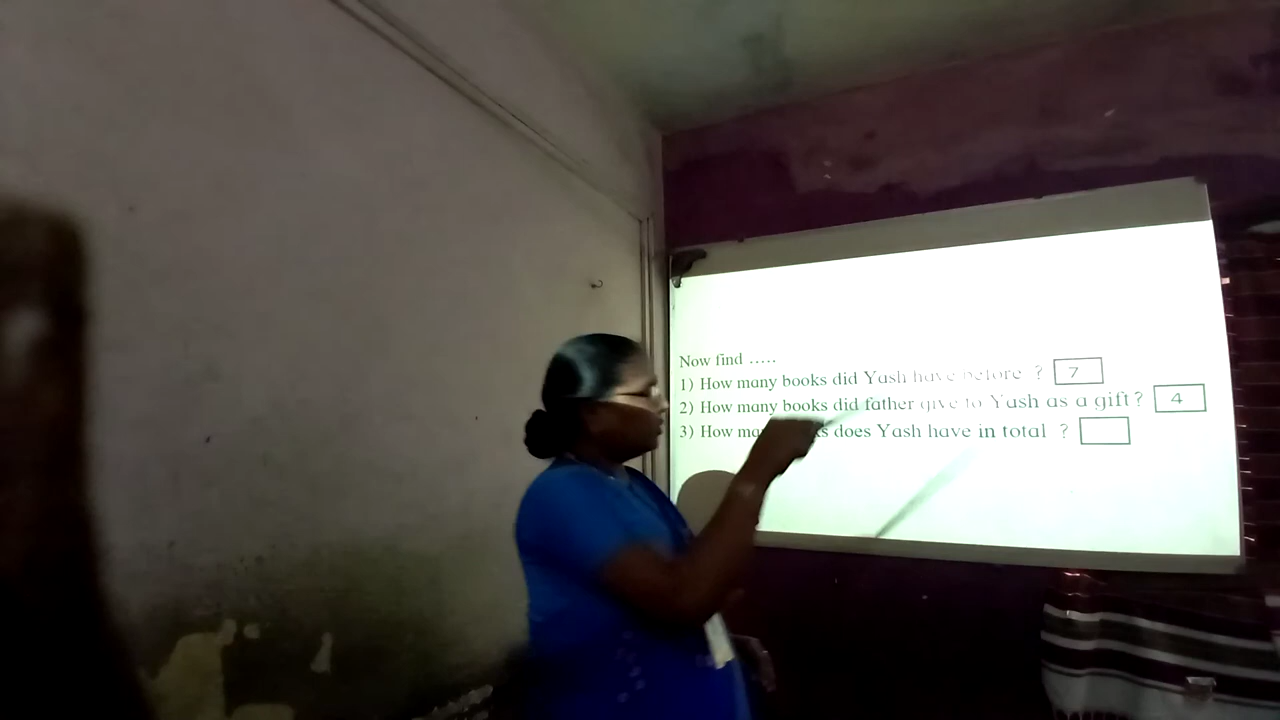 Now find .....
1) How many books did Yash have before ? 7
2) How many books did father give to Yash as a gift? 4
3) How does Yash have in total ?